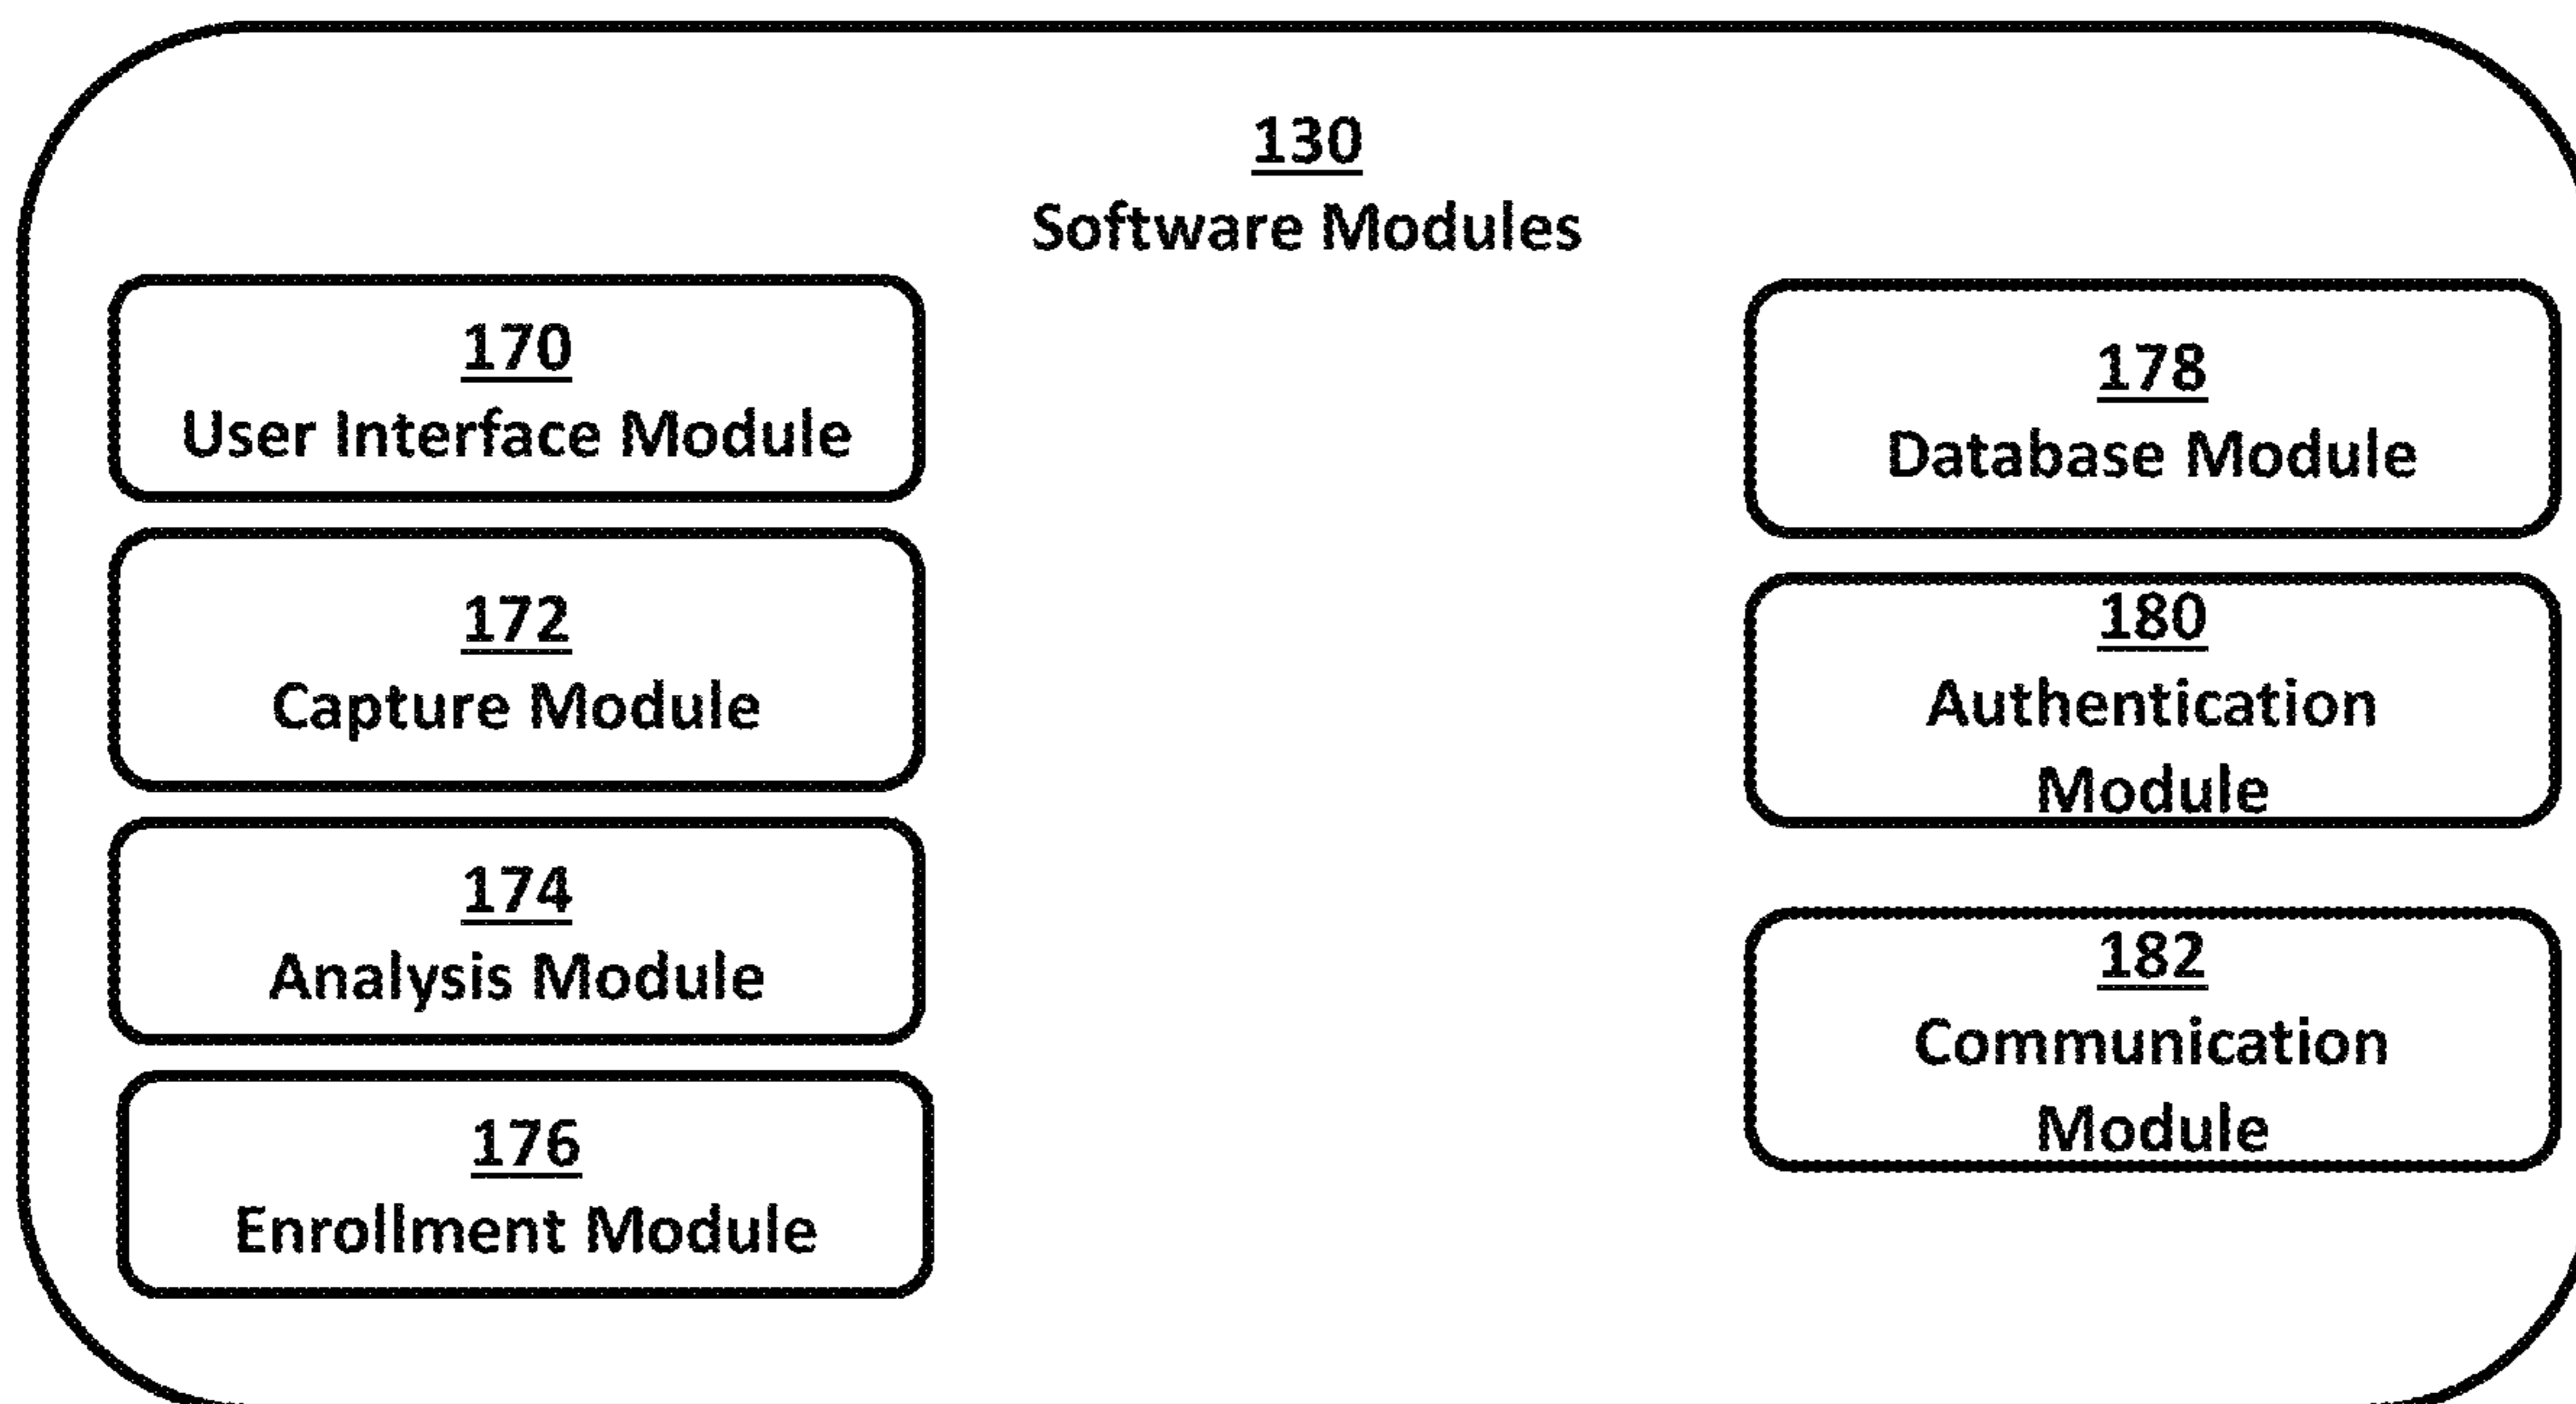 130
Software Modules
170
User Interface Module
172
Capture Module
174
Analysis Module
176
Enrollment Module
178
Database Module
180
Authentication
Module
182
Communication
Module